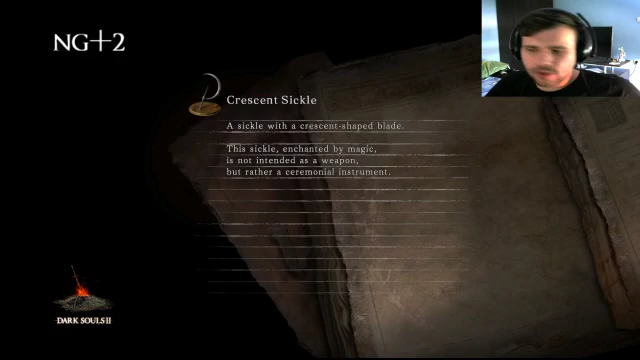 NG+2
Crescent Sickle
A sickle with a crescent-shaped blade.
This sickle, enchanted by magic,
is not intended as a weapon,
but rather a ceremonial instrument.
DARK SOULS II